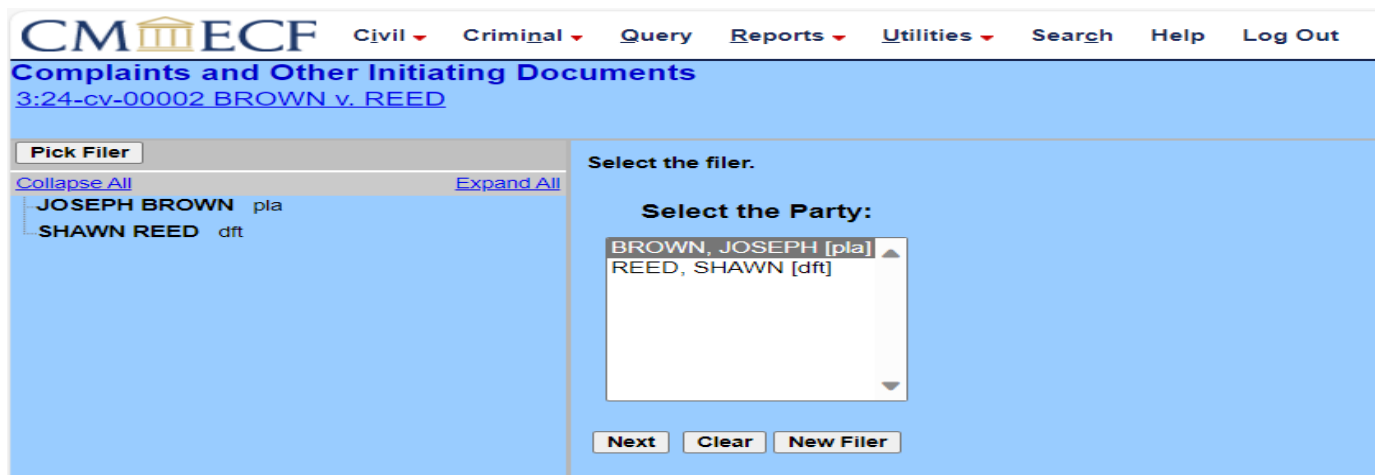 CM ECF Civil Criminal Query Reports Utilities Search Help Log Out
Complaints and Other Initiating Documents
3:24-cv-00002 BROWN v. REED
Pick Filer
Collapse All Expand All
JOSEPH BROWN pla
SHAWN REED dft
Select the filer.
Select the Party:
BROWN, JOSEPH [pla]
REED, SHAWN [dft]
Next Clear New Filer